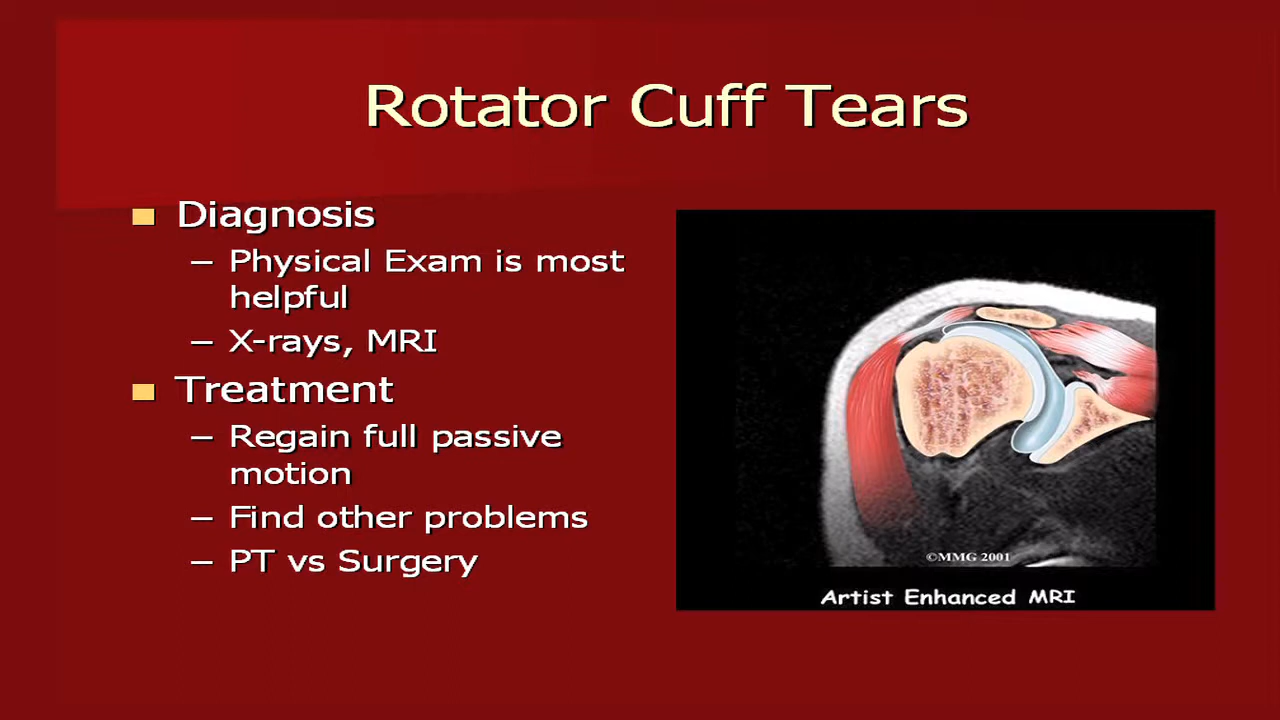 Rotator Cuff Tears
Diagnosis
– Physical Exam is most
helpful
– X-rays, MRI
Treatment
– Regain full passive
motion
– Find other problems
– PT vs Surgery
©MMG 2001
Artist Enhanced MRI